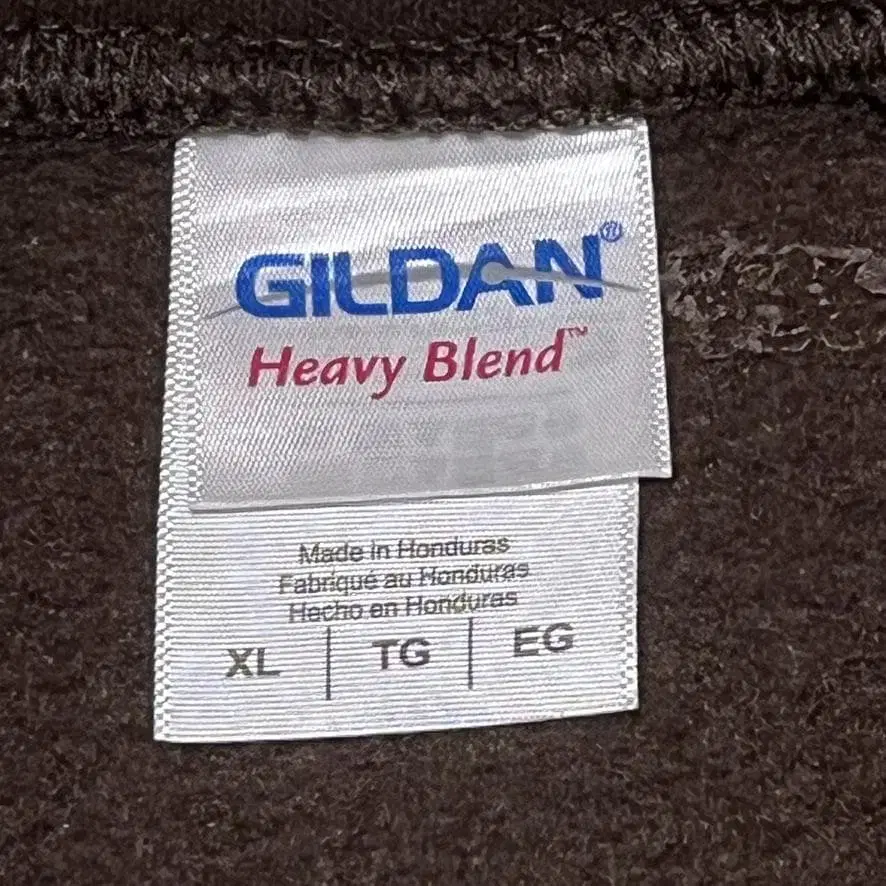 GILDAN®
Heavy Blend™
Made in Honduras
Fabriqué au Honduras
Hecho en Honduras
XL | TG | EG